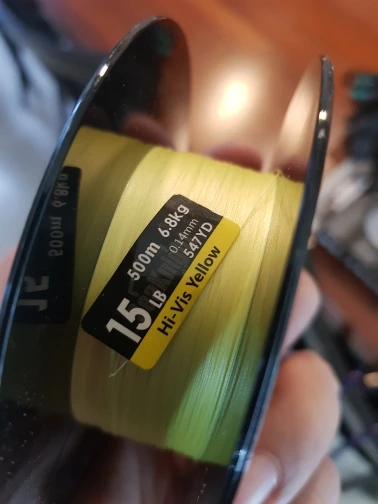 500m 6.8kg
0.14mm
547YD
15 LB
Hi-Vis Yellow